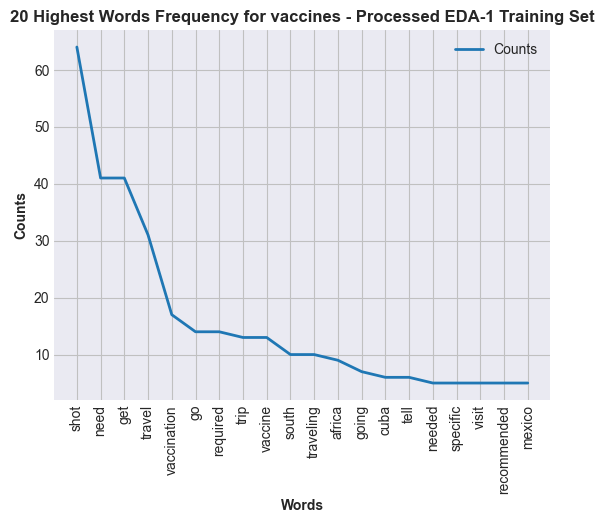 20 Highest Words Frequency for vaccines - Processed EDA-1 Training Set
Counts
60
50
40
30
20
10
Counts
shot
need
get
travel
vaccination
go
required
trip
vaccine
south
traveling
africa
going
cuba
tell
needed
specific
visit
recommended
mexico
Words